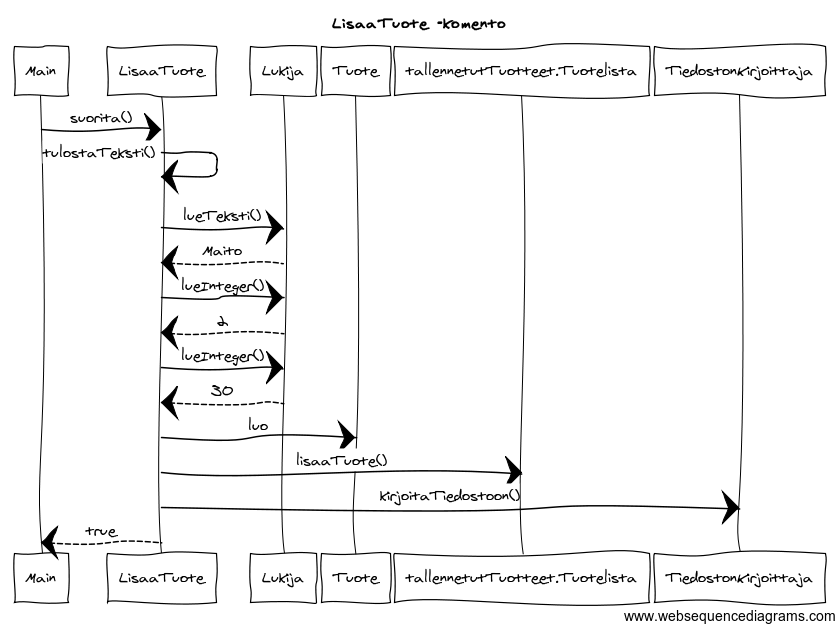 LisaaTuote -komento
Main LisaaTuote Lukija Tuote tallennetutTuotteet.Tuotelista Tiedostonkirjoittaja
suorita()
tulostaTeksti()
lueTeksti()
Maito
lueInteger()
2
lueInteger()
30
luo
lisaaTuote()
kirjoitaTiedostoon()
true
Main LisaaTuote Lukija Tuote tallennetutTuotteet.Tuotelista Tiedostonkirjoittaja
www.websequencediagrams.com